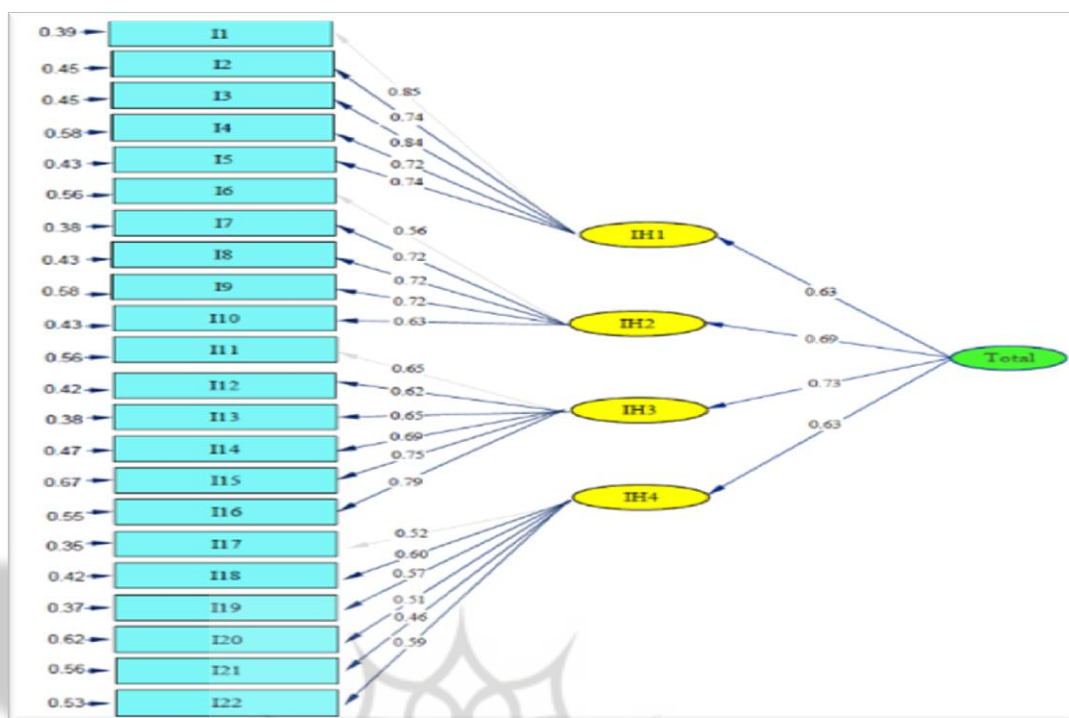 0.39 I1
0.45 I2
0.45 I3
0.58 I4
0.43 I5
0.56 I6
0.38 I7
0.43 I8
0.58 I9
0.43 I10
0.56 I11
0.42 I12
0.38 I13
0.47 I14
0.67 I15
0.55 I16
0.35 I17
0.42 I18
0.37 I19
0.62 I20
0.56 I21
0.53 I22
0.85
0.74
0.84
0.72
0.74
0.56
0.72
0.72
0.72
0.63
0.65
0.62
0.65
0.69
0.75
0.79
0.52
0.60
0.57
0.51
0.46
0.59
IH1
IH2
IH3
IH4
0.63
0.69
0.73
0.63
Total